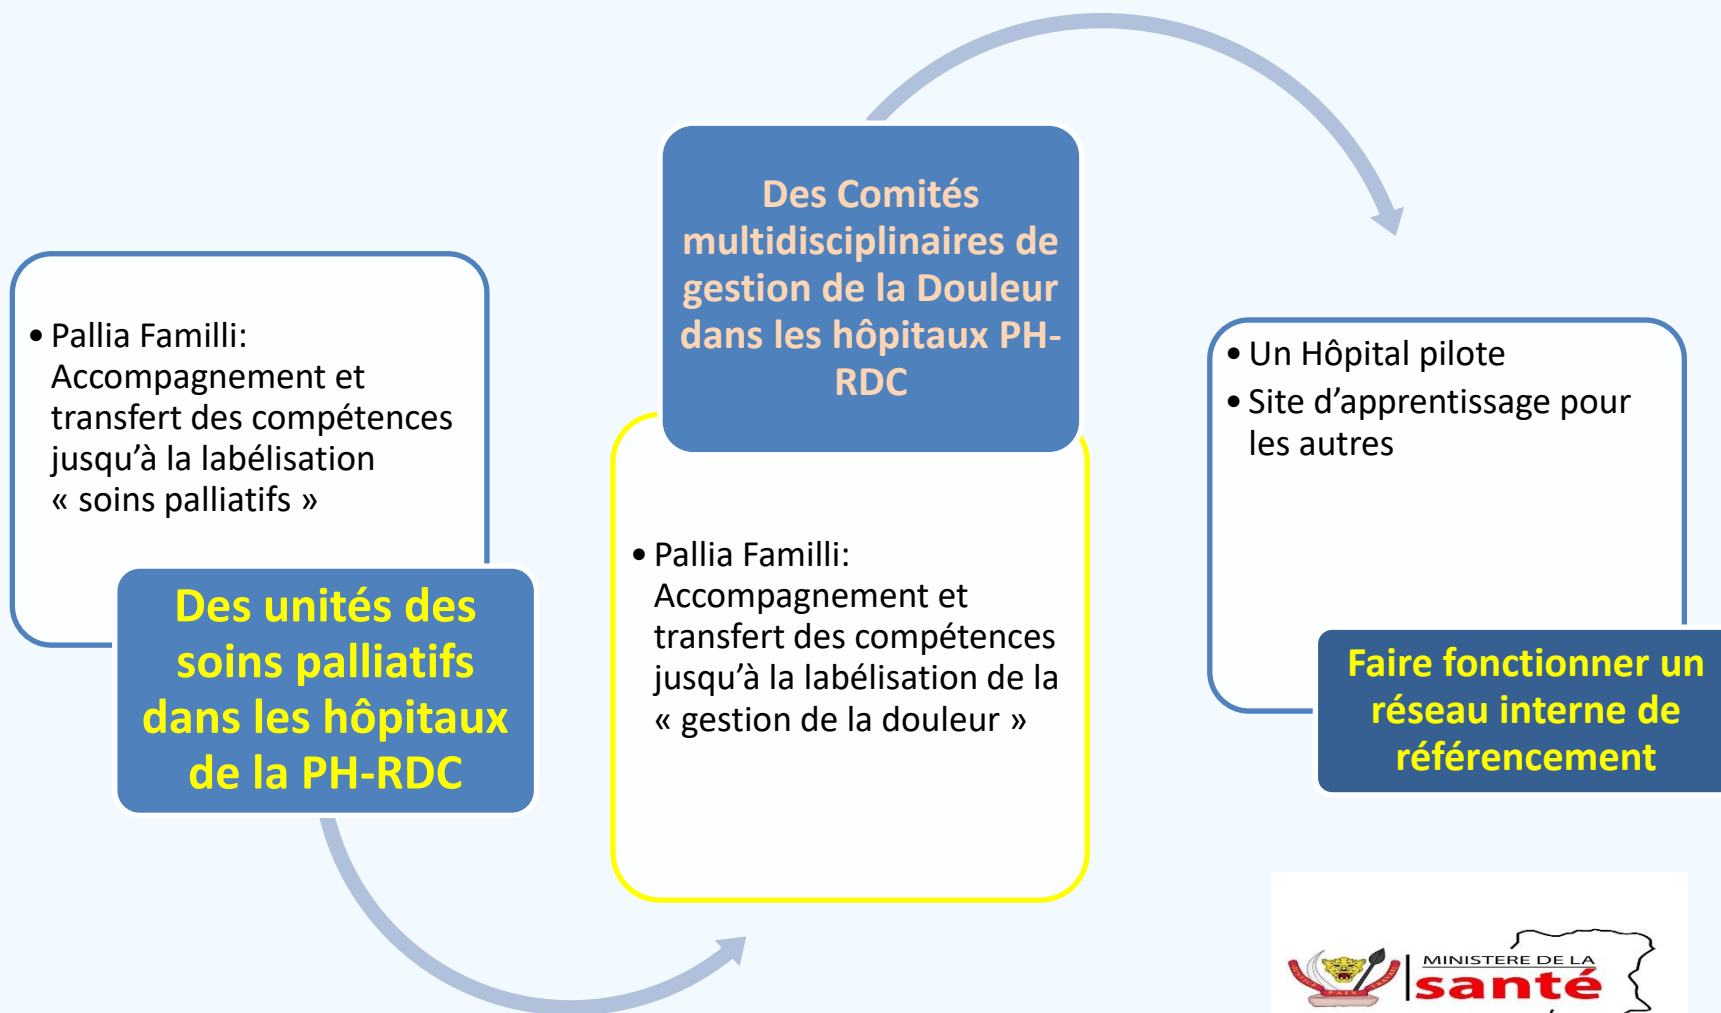 • Pallia Familli:
Accompagnement et
transfert des compétences
jusqu’à la labélisation
« soins palliatifs »
Des unités des
soins palliatifs
dans les hôpitaux
de la PH-RDC
Des Comités
multidisciplinaires de
gestion de la Douleur
dans les hôpitaux PH-
RDC
• Pallia Familli:
Accompagnement et
transfert des compétences
jusqu’à la labélisation de la
« gestion de la douleur »
• Un Hôpital pilote
• Site d’apprentissage pour
les autres
Faire fonctionner un
réseau interne de
référencement
MINISTERE DE LA
santé